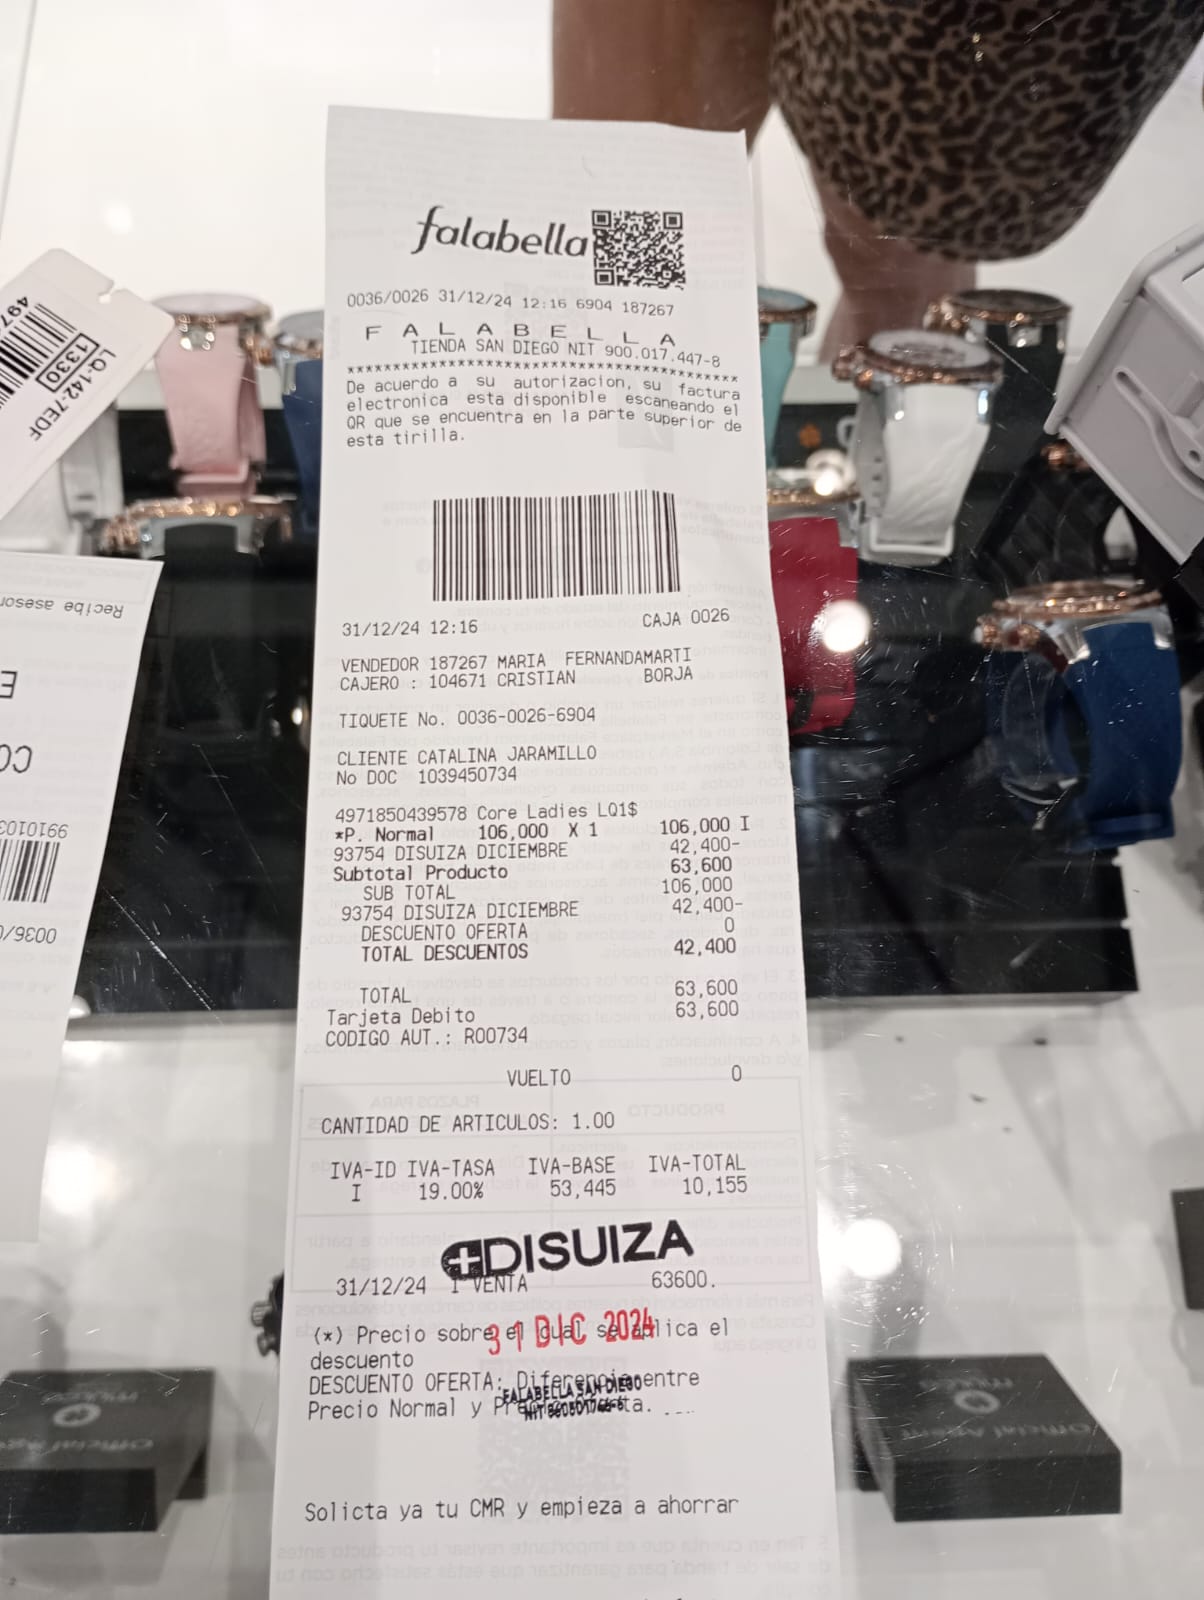 falabella
0036/0026 31/12/24 12:16 6904 187267
F A L A B E L L A
TIENDA SAN DIEGO NIT 900.017.447-8
****************************************
De acuerdo a su autorizacion, su factura
electronica esta disponible escaneando el
QR que se encuentra en la parte superior de
esta tirilla.
31/12/24 12:16 CAJA 0026
VENDEDOR 187267 MARIA FERNANDAMARTI
CAJERO : 104671 CRISTIAN BORJA
TIQUETE No. 0036-0026-6904
CLIENTE CATALINA JARAMILLO
No DOC 1039450734
4971850439578 Core Ladies LQ1$
*P. Normal 106,000 X 1 106,000 I
93754 DISUIZA DICIEMBRE 42,400-
Subtotal Producto 63,600
SUB TOTAL 106,000
93754 DISUIZA DICIEMBRE 42,400-
DESCUENTO OFERTA 0
TOTAL DESCUENTOS 42,400
TOTAL 63,600
Tarjeta Debito 63,600
CODIGO AUT.: R00734
VUELTO 0
CANTIDAD DE ARTICULOS: 1.00
IVA-ID IVA-TASA IVA-BASE IVA-TOTAL
I 19.00% 53,445 10,155
DISUIZA
31/12/24 1 VENTA 63600.
31 DIC 2024
(*) Precio sobre el cual se aplica el
descuento
DESCUENTO OFERTA: Diferencia entre
FALABELLA SAN DIEGO
Precio Normal y
Solicta ya tu CMR y empieza a ahorrar
LQ-142-7EDF
1330
497
Recibe aseso
E
CO
9910103
0036/0